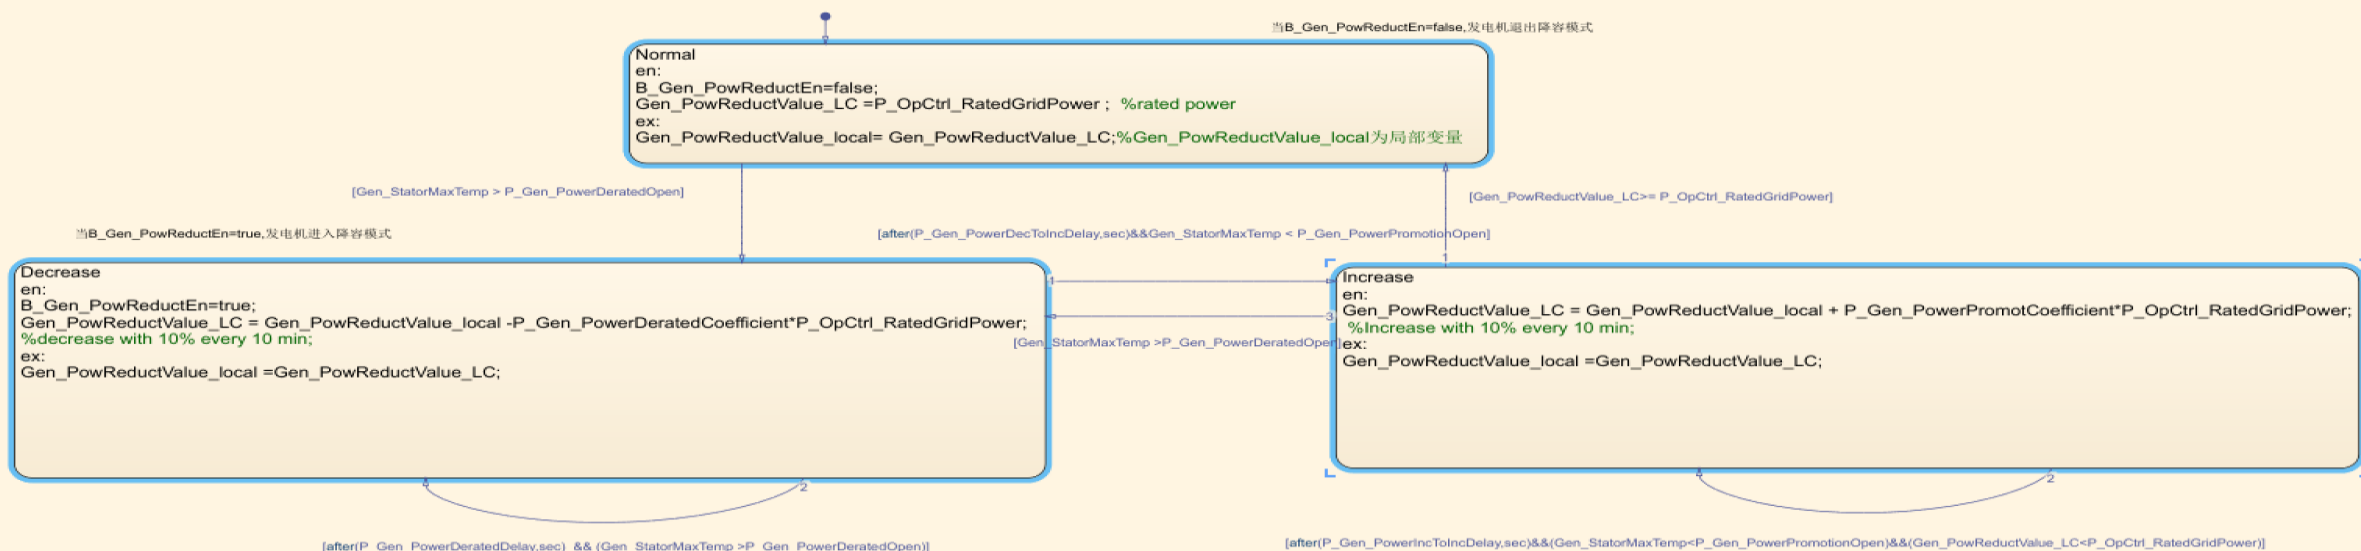 当B_Gen_PowReductEn=false,发电机退出降容模式
Normal
en:
B_Gen_PowReductEn=false;
Gen_PowReductValue_LC =P_OpCtrl_RatedGridPower ;  %rated power
ex:
Gen_PowReductValue_local= Gen_PowReductValue_LC;%Gen_PowReductValue_local为局部变量
[Gen_StatorMaxTemp > P_Gen_PowerDeratedOpen]
[Gen_PowReductValue_LC>= P_OpCtrl_RatedGridPower]
当B_Gen_PowReductEn=true,发电机进入降容模式
[after(P_Gen_PowerDecToIncDelay,sec)&&Gen_StatorMaxTemp < P_Gen_PowerPromotionOpen]
1
Decrease
en:
B_Gen_PowReductEn=true;
Gen_PowReductValue_LC = Gen_PowReductValue_local -P_Gen_PowerDeratedCoefficient*P_OpCtrl_RatedGridPower;
%decrease with 10% every 10 min;
ex:
Gen_PowReductValue_local =Gen_PowReductValue_LC;
1
3
[Gen_StatorMaxTemp >P_Gen_PowerDeratedOpen]
Increase
en:
Gen_PowReductValue_LC = Gen_PowReductValue_local + P_Gen_PowerPromotCoefficient*P_OpCtrl_RatedGridPower;
%Increase with 10% every 10 min;
ex:
Gen_PowReductValue_local =Gen_PowReductValue_LC;
2
2
[after(P_Gen_PowerDeratedDelay,sec) && (Gen_StatorMaxTemp >P_Gen_PowerDeratedOpen)]
[after(P_Gen_PowerIncToIncDelay,sec)&&(Gen_StatorMaxTemp<P_Gen_PowerPromotionOpen)&&(Gen_PowReductValue_LC<P_OpCtrl_RatedGridPower)]